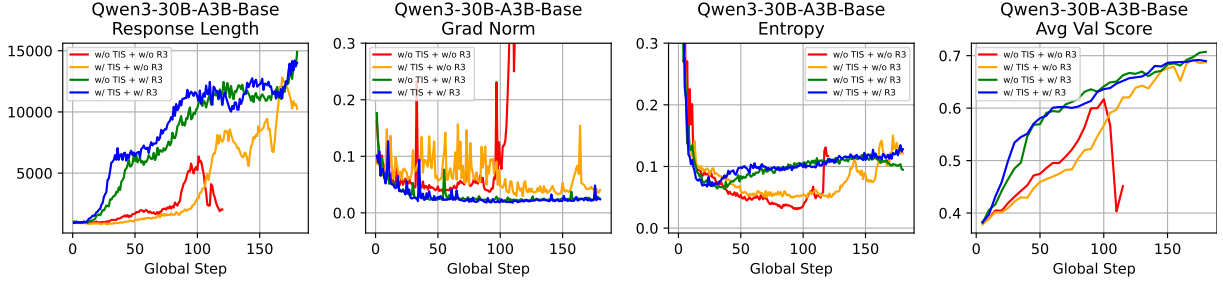 Qwen3-30B-A3B-Base
Response Length
15000
10000
5000
w/o TIS + w/o R3
w/ TIS + w/o R3
w/o TIS + w/ R3
w/ TIS + w/ R3
0
50
100
150
Global Step
Qwen3-30B-A3B-Base
Grad Norm
0.3
0.2
0.1
0.0
w/o TIS + w/o R3
w/ TIS + w/o R3
w/o TIS + w/ R3
w/ TIS + w/ R3
0
50
100
150
Global Step
Qwen3-30B-A3B-Base
Entropy
0.3
0.2
0.1
0.0
w/o TIS + w/o R3
w/ TIS + w/o R3
w/o TIS + w/ R3
w/ TIS + w/ R3
0
50
100
150
Global Step
Qwen3-30B-A3B-Base
Avg Val Score
0.7
0.6
0.5
0.4
w/o TIS + w/o R3
w/ TIS + w/o R3
w/o TIS + w/ R3
w/ TIS + w/ R3
0
50
100
150
Global Step